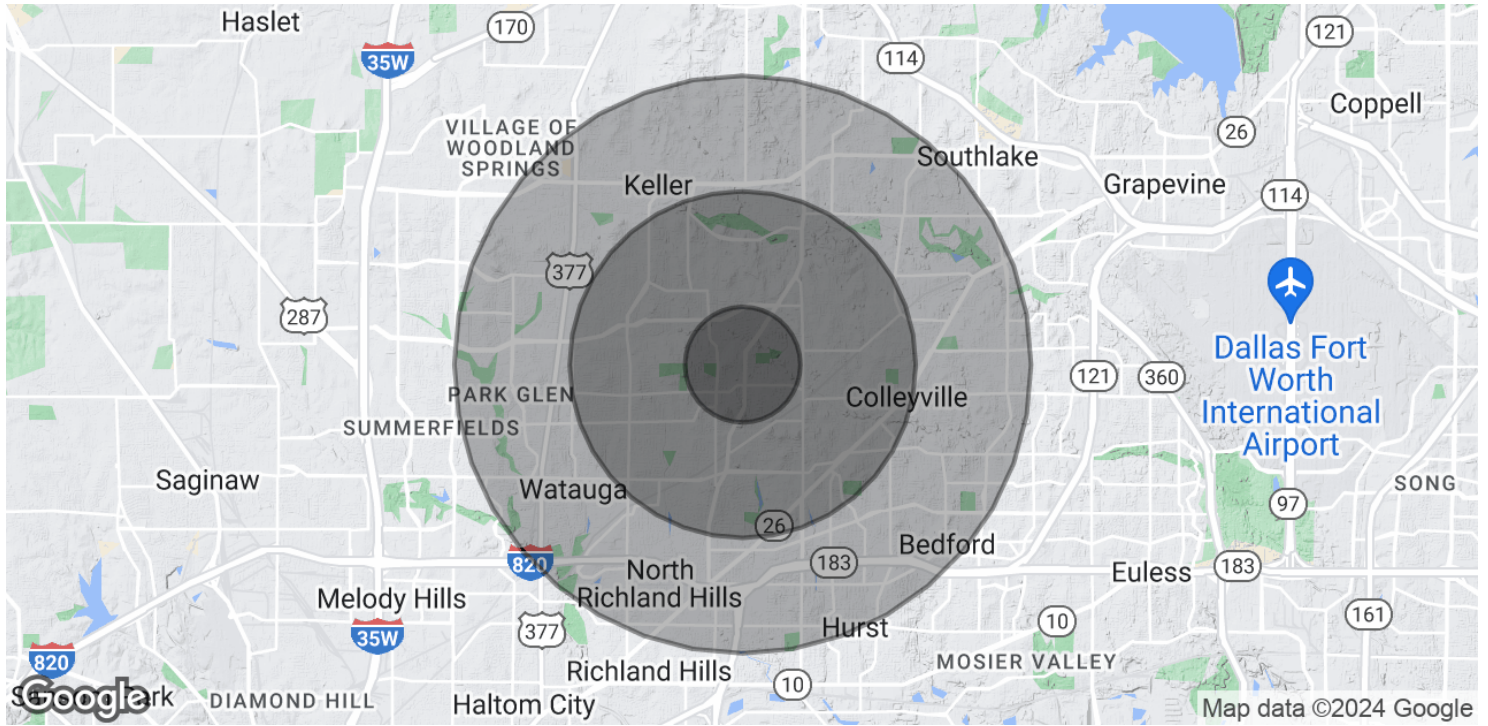 Haslet
170
35W
114
121
Coppell
26
VILLAGE OF
WOODLAND
SPRINGS
Southlake
Keller
Grapevine
114
377
287
Dallas Fort
Worth
International
Airport
121
360
PARK GLEN
Colleyville
SUMMERFIELDS
Saginaw
Watauga
SONG
97
26
Bedford
820
183
North
Richland Hills
Euless
183
Melody Hills
377
35W
Hurst
10
161
820
Richland Hills
MOSIER VALLEY
10
Google
DIAMOND HILL
Haltom City
Map data ©2024 Google